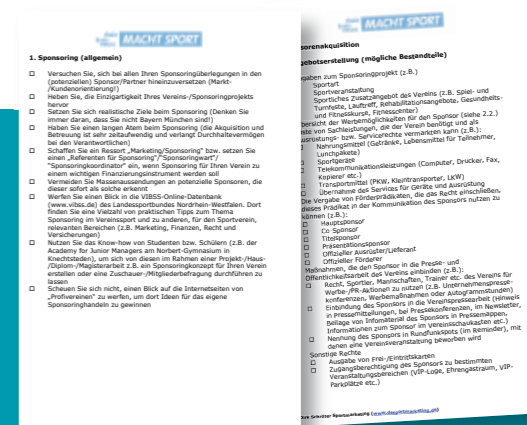 MACHT SPORT
1. Sponsoring (allgemein)
Versuchen Sie, sich bei allen Ihren Sponsoringüberlegungen in den
(potenziellen) Sponsor/Partner hineinzuversetzen (Markt-
/Kundenorientierung!)
Heben Sie, die Einzigartigkeit Ihres Vereins-/Sponsoringprojekts
hervor
Setzen Sie sich realistische Ziele beim Sponsoring (Denken Sie
immer daran, dass Sie nicht Bayern München sind!)
Haben Sie einen langen Atem beim Sponsoring (die Akquisition und
Betreuung ist sehr zeitaufwendig und verlangt Durchhaltevermögen
bei den Verantwortlichen)
Schaffen Sie ein Ressort „Marketing/Sponsoring" bzw. setzen Sie
einen „Referenten für Sponsoring"/"Sponsoringwart"/
"Sponsoringkoordinator" ein, wenn Sponsoring für Ihren Verein zu
einem wichtigen Finanzierungsinstrument werden soll
Vermeiden Sie Massenaussendungen an potenzielle Sponsoren, die
dieser sofort als solche erkennt
Werfen Sie einen Blick in die VIBSS-Online-Datenbank
(www.vibss.de) des Landessportbundes Nordrhein-Westfalen. Dort
finden Sie eine Vielzahl von praktischen Tipps zum Thema
Sponsoring im Vereinssport und zu anderen, für den Sportverein,
relevanten Bereichen (z.B. Marketing, Finanzen, Recht und
Versicherungen)
Nutzen Sie das Know-how von Studenten bzw. Schülern (z.B. der
Academy for Junior Managers am Norbert-Gymnasium in
Knechtsteden), um sich von diesen im Rahmen einer Projekt-/Haus-
/Diplom-/Magisterarbeit z.B. ein Sponsoringkonzept für Ihren Verein
erstellen oder eine Zuschauer-/Mitgliederbefragung durchführen zu
lassen
Scheuen Sie sich nicht, einen Blick auf die Internetseiten von
„Profivereinen" zu werfen, um dort Ideen für das eigene
Sponsoringhandeln zu gewinnen
MACHT SPORT
sorenakquisition
gebotserstellung (mögliche Bestandteile)
gaben zum Sponsoringprojekt (z.B.)
Sportart
Sportveranstaltung
Sportliches Zusatzangebot des Vereins (z.B. Spiel- und
Turnfeste, Lauftreff, Rehabilitationsangebote, Gesundheits-
und Fitnesskurse, Fitnesscenter)
bersicht der Werbemöglichkeiten für den Sponsor (siehe 2.2.)
ste von Sachleistungen, die der Verein benötigt und als
usrüstungs- bzw. Servicerechte vermarkten kann (z.B.):
Nahrungsmittel (Getränke, Lebensmittel für Teilnehmer,
Lunchpakete)
Sportgeräte
Telekommunikationsleistungen (Computer, Drucker, Fax,
Kopierer etc.)
Transportmittel (PKW, Kleintransporter, LKW)
Übernahme des Services für Geräte und Ausrüstung
Die Vergabe von Förderprädikaten, die das Recht einschließen,
dieses Prädikat in der Kommunikation des Sponsors nutzen zu
können (z.B.):
Hauptsponsor
Co-Sponsor
Titelsponsor
Präsentationssponsor
Offizieller Ausrüster/Lieferant
Offizieller Förderer
Maßnahmen, die den Sponsor in die Presse- und
Öffentlichkeitsarbeit des Vereins einbinden (z.B.):
Recht, Sportler, Mannschaften, Trainer etc. des Vereins für
Werbe-/PR-Aktionen zu nutzen (z.B. Unternehmenspresse-
konferenzen, Werbemaßnahmen oder Autogrammstunden)
Einbindung des Sponsors in die Vereinspressearbeit (Hinweis
in Pressemitteilungen, bei Pressekonferenzen, im Newsletter,
Beilage von Infomaterial des Sponsors in Pressemappen,
Informationen zum Sponsor im Vereinsschaukasten etc.)
Nennung des Sponsors in Rundfunkspots (im Reminder), mit
denen eine Vereinsveranstaltung beworben wird
Sonstige Rechte
Ausgabe von Frei-/Eintrittskarten
Zugangsberechtigung des Sponsors zu bestimmten
Veranstaltungsbereichen (VIP-Loge, Ehrengastraum, VIP-
Parkplätze etc.)